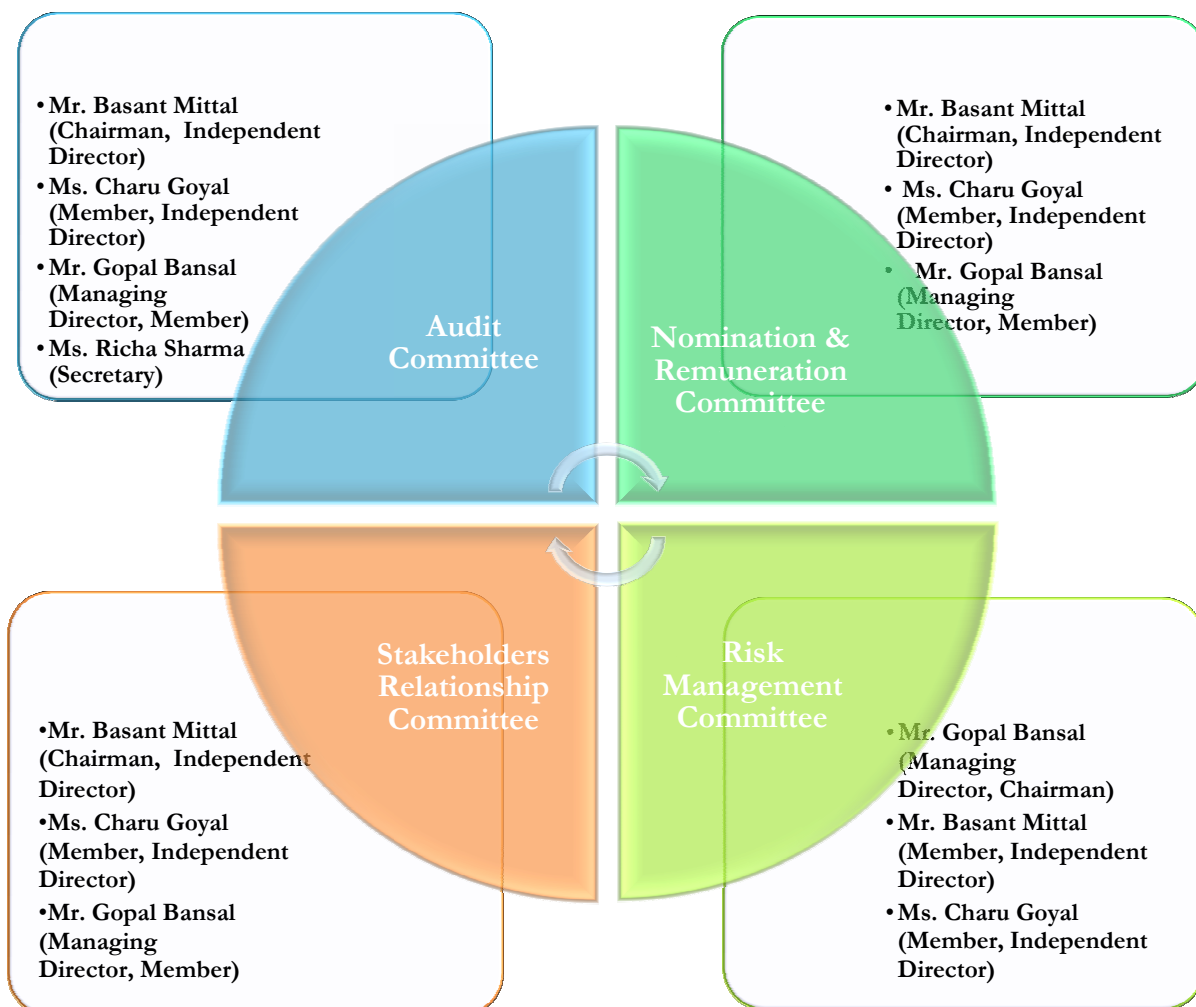 •Mr. Basant Mittal
(Chairman, Independent
Director)
•Ms. Charu Goyal
(Member, Independent
Director)
•Mr. Gopal Bansal
(Managing
Director, Member)
•Ms. Richa Sharma
(Secretary)
Audit
Committee
•Mr. Basant Mittal
(Chairman, Independent
Director)
• Ms. Charu Goyal
(Member, Independent
Director)
• Mr. Gopal Bansal
(Managing
Director, Member)
Nomination &
Remuneration
Committee
Stakeholders
Relationship
Committee
•Mr. Basant Mittal
(Chairman, Independent
Director)
•Ms. Charu Goyal
(Member, Independent
Director)
•Mr. Gopal Bansal
(Managing
Director, Member)
Risk
Management
Committee
•Mr. Gopal Bansal
(Managing
Director, Chairman)
•Mr. Basant Mittal
(Member, Independent
Director)
•Ms. Charu Goyal
(Member, Independent
Director)